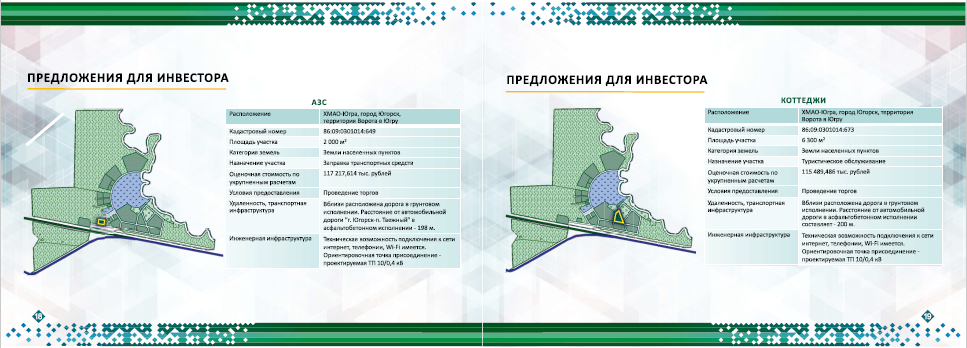 ПРЕДЛОЖЕНИЯ ДЛЯ ИНВЕСТОРА
АЗС
Расположение ХМАО-Югра, город Югорск,
территория Ворота в Югру
Кадастровый номер 86:09:0301014:649
Площадь участка 2 000 м²
Категория земель Земли населенных пунктов
Назначение участка Заправка транспортных средств
Оценочная стоимость по 117 217,614 тыс. рублей
укрупненным расчетам
Условия предоставления Проведение торгов
Удаленность, транспортная Вблизи расположена дорога в грунтовом
инфраструктура исполнении. Расстояние от автомобильной
дороги "г. Югорск-п. Таежный" в
асфальтобетонном исполнении - 198 м.
Инженерная инфраструктура Техническая возможность подключения к сети
интернет, телефонии, Wi-Fi имеется.
Ориентировочная точка присоединение -
проектируемая ТП 10/0,4 кВ
18
ПРЕДЛОЖЕНИЯ ДЛЯ ИНВЕСТОРА
КОТТЕДЖИ
Расположение ХМАО-Югра, город Югорск, территория
Ворота в Югру
Кадастровый номер 86:09:0301014:673
Площадь участка 6 300 м²
Категория земель Земли населенных пунктов
Назначение участка Туристическое обслуживание
Оценочная стоимость по 115 489,486 тыс. рублей
укрупненным расчетам
Условия предоставления Проведение торгов
Удаленность, транспортная Вблизи расположена дорога в грунтовом
инфраструктура исполнении. Расстояние от автомобильной дороги
в асфальтобетонном исполнении
составляет - 200 м.
Инженерная инфраструктура Техническая возможность подключения к сети
интернет, телефонии, Wi-Fi имеется.
Ориентировочная точка присоединение -
проектируемая ТП 10/0,4 кВ
19